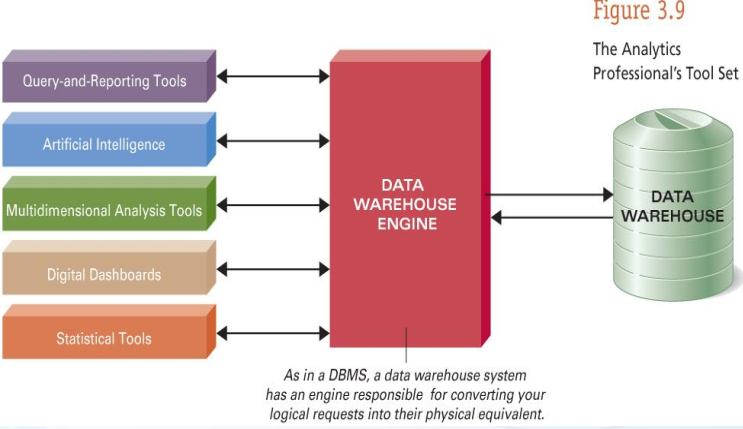 Figure 3.9
The Analytics
Professional's Tool Set
Query-and-Reporting Tools
Artificial Intelligence
Multidimensional Analysis Tools
Digital Dashboards
Statistical Tools
DATA
WAREHOUSE
ENGINE
DATA
WAREHOUSE
As in a DBMS, a data warehouse system
has an engine responsible for converting your
logical requests into their physical equivalent.